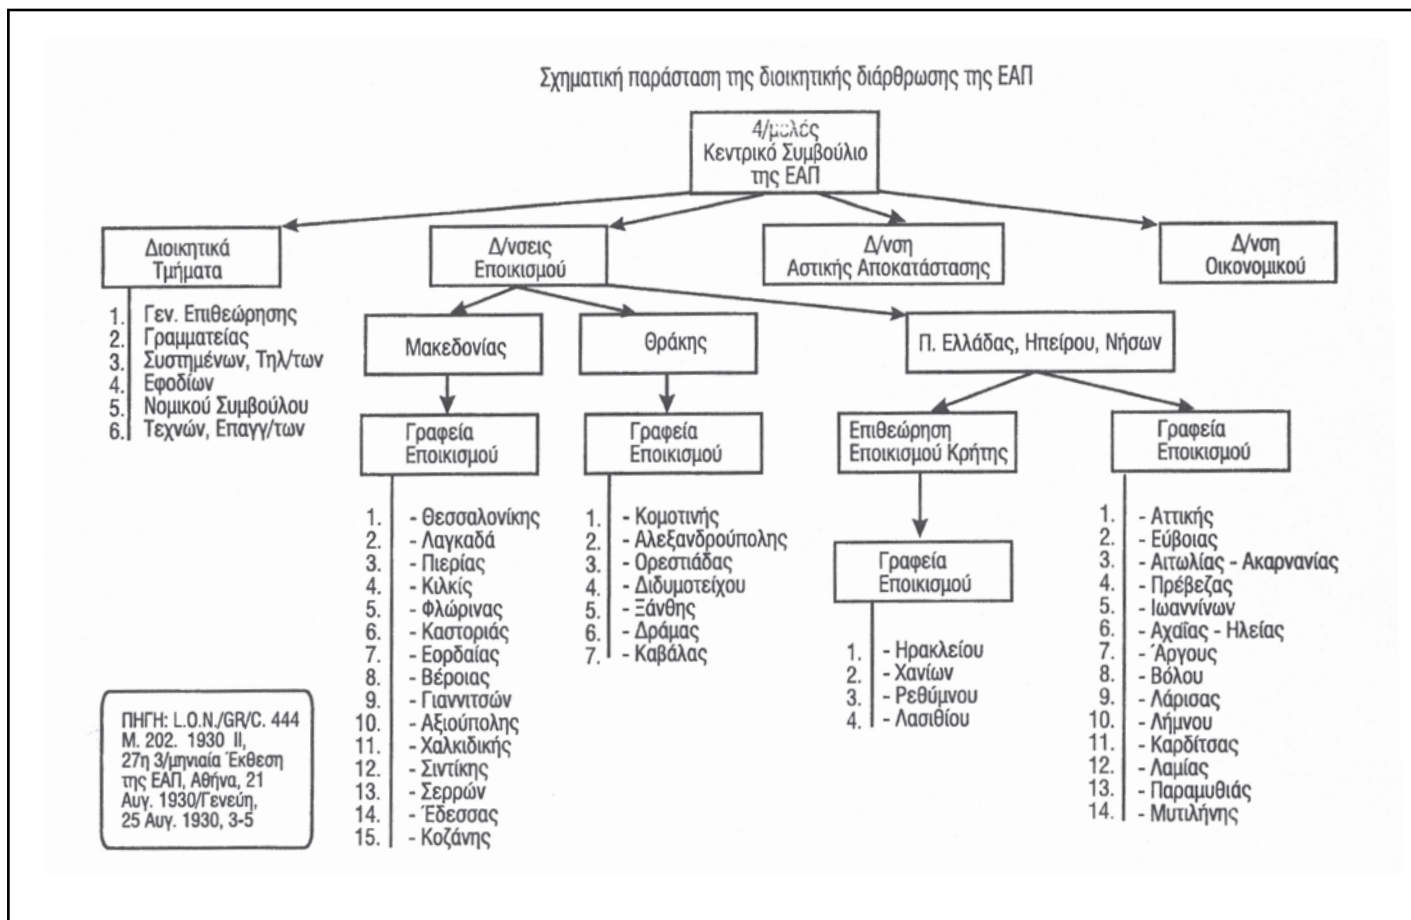 Σχηματική παράσταση της διοικητικής διάρθρωσης της ΕΑΠ
4/μελές
Κεντρικό Συμβούλιο
της ΕΑΠ
Διοικητικά
Τμήματα
Δ/νσεις
Εποικισμού
Δ/νση
Αστικής Αποκατάστασης
Δ/νση
Οικονομικού
1. Γεν. Επιθεώρησης
2. Γραμματείας
3. Συστημένων, Τηλ/των
4. Εφοδίων
5. Νομικού Συμβούλου
6. Τεχνών, Επαγγ/των
Μακεδονίας
Θράκης
Π. Ελλάδας, Ηπείρου, Νήσων
Γραφεία
Εποικισμού
1. - Θεσσαλονίκης
2. - Λαγκαδά
3. - Πιερίας
4. - Κιλκίς
5. - Φλώρινας
6. - Καστοριάς
7. - Εορδαίας
8. - Βέροιας
9. - Γιαννιτσών
10. - Αξιούπολης
11. - Χαλκιδικής
12. - Σιντίκης
13. - Σερρών
14. - Έδεσσας
15. - Κοζάνης
Γραφεία
Εποικισμού
1. - Κομοτινής
2. - Αλεξανδρούπολης
3. - Ορεστιάδας
4. - Διδυμοτείχου
5. - Ξάνθης
6. - Δράμας
7. - Καβάλας
Επιθεώρηση
Εποικισμού Κρήτης
Γραφεία
Εποικισμού
1. - Ηρακλείου
2. - Χανίων
3. - Ρεθύμνου
4. - Λασιθίου
Γραφεία
Εποικισμού
1. - Αττικής
2. - Εύβοιας
3. - Αιτωλίας - Ακαρνανίας
4. - Πρέβεζας
5. - Ιωαννίνων
6. - Αχαΐας - Ηλείας
7. - Άργους
8. - Βόλου
9. - Λάρισας
10. - Λήμνου
11. - Καρδίτσας
12. - Λαμίας
13. - Παραμυθιάς
14. - Μυτιλήνης
ΠΗΓΗ: L.O.N./GR/C. 444
M. 202. 1930 II,
27η 3/μηνιαία Έκθεση
της ΕΑΠ, Αθήνα, 21
Αυγ. 1930/Γενεύη,
25 Αυγ. 1930, 3-5